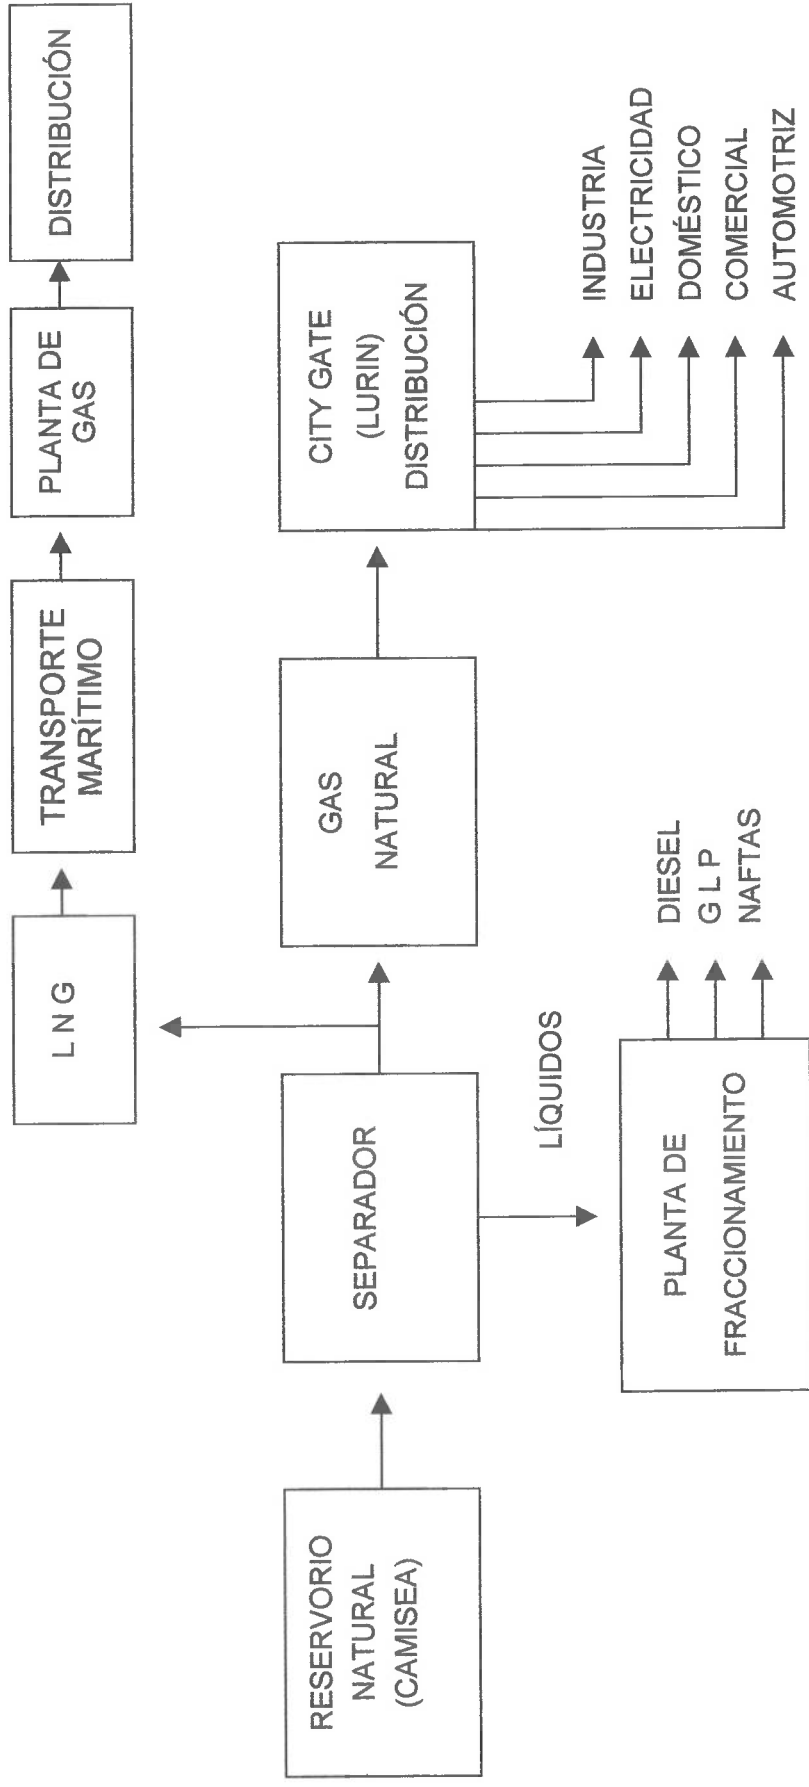 L N G
TRANSPORTE
MARÍTIMO
PLANTA DE
GAS
DISTRIBUCIÓN
RESERVORIO
NATURAL
(CAMISEA)
SEPARADOR
GAS
NATURAL
CITY GATE
(LURIN)
DISTRIBUCIÓN
LÍQUIDOS
PLANTA DE
FRACCIONAMIENTO
DIESEL
G L P
NAFTAS
INDUSTRIA
ELECTRICIDAD
DOMÉSTICO
COMERCIAL
AUTOMOTRIZ